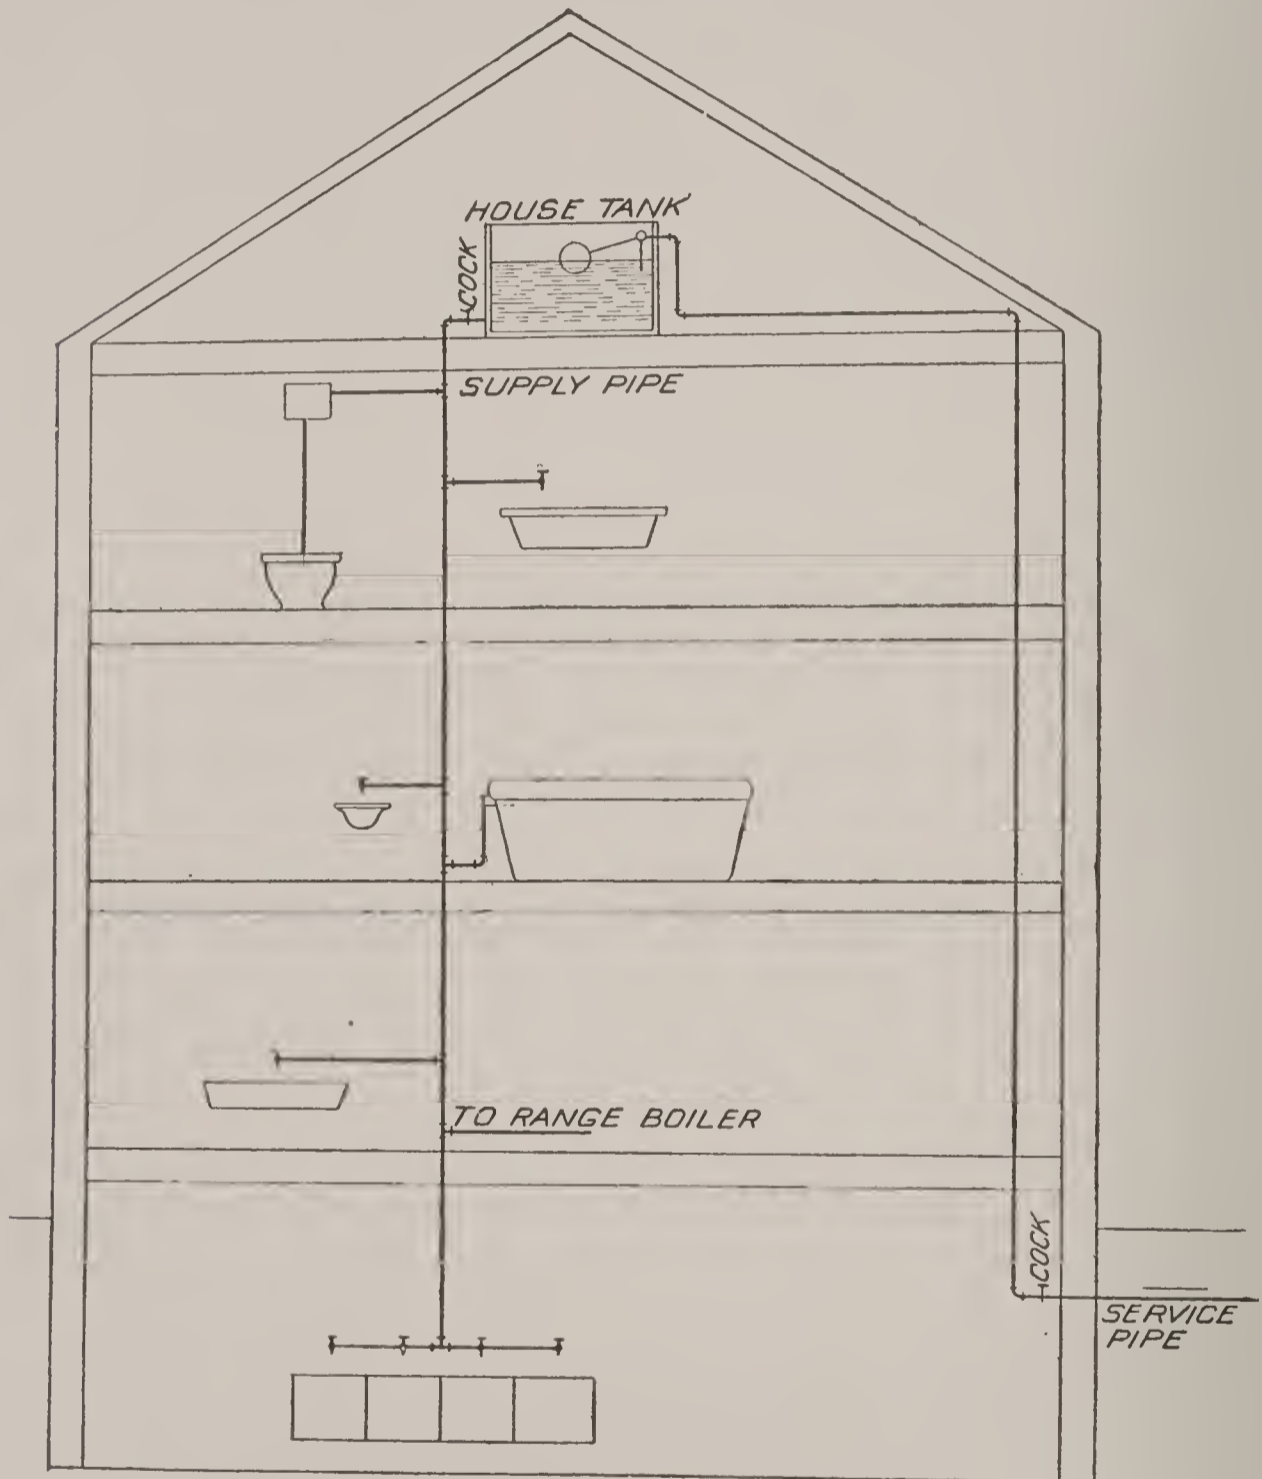 HOUSE TANK
COCK
SUPPLY PIPE
TO RANGE BOILER
COCK
SERVICE
PIPE